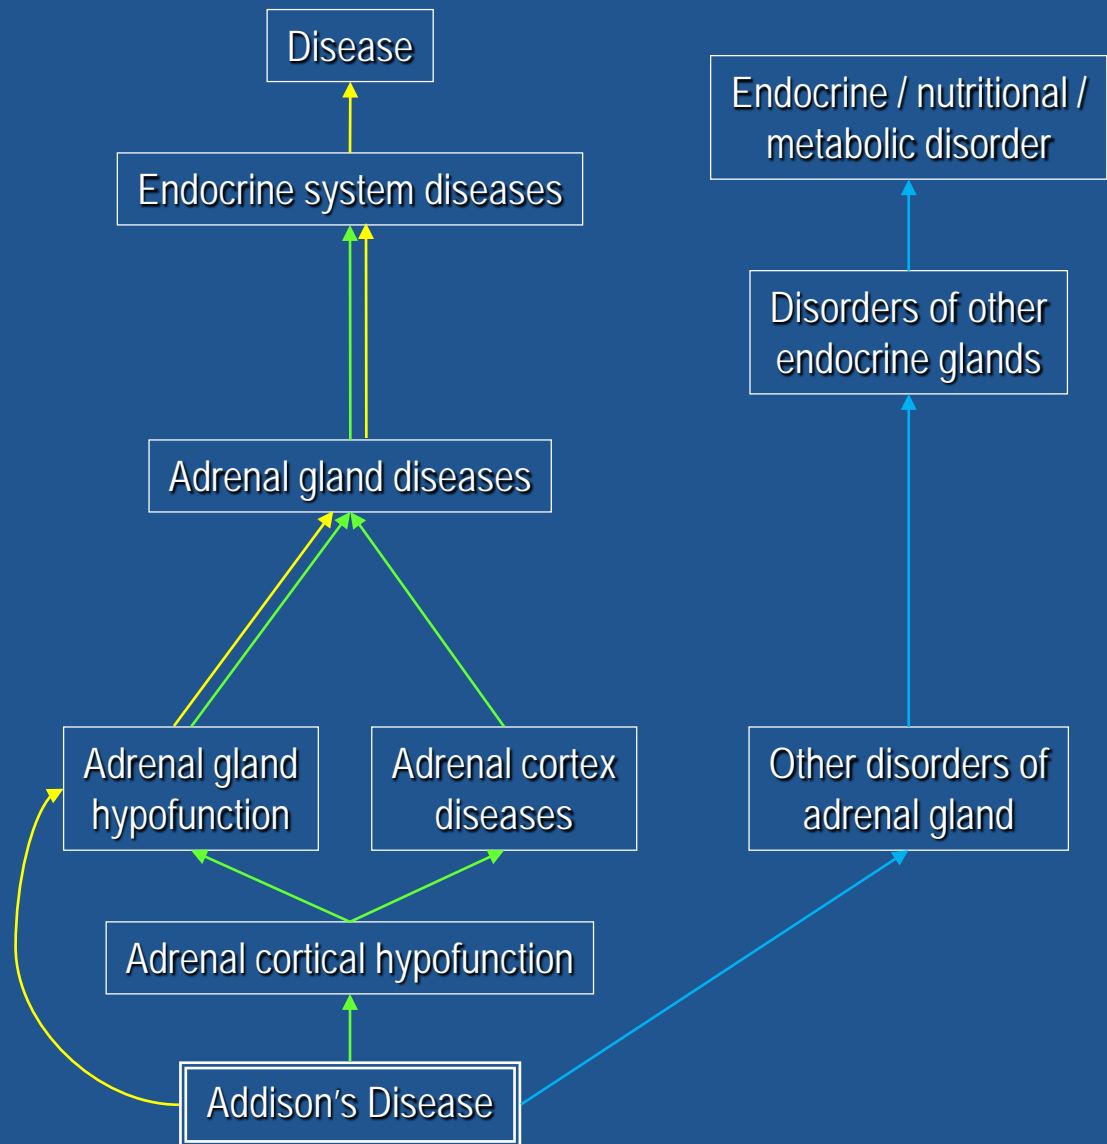 Disease
Endocrine / nutritional /
metabolic disorder
Endocrine system diseases
Disorders of other
endocrine glands
Adrenal gland diseases
Adrenal gland
hypofunction
Adrenal cortex
diseases
Other disorders of
adrenal gland
Adrenal cortical hypofunction
Addison’s Disease